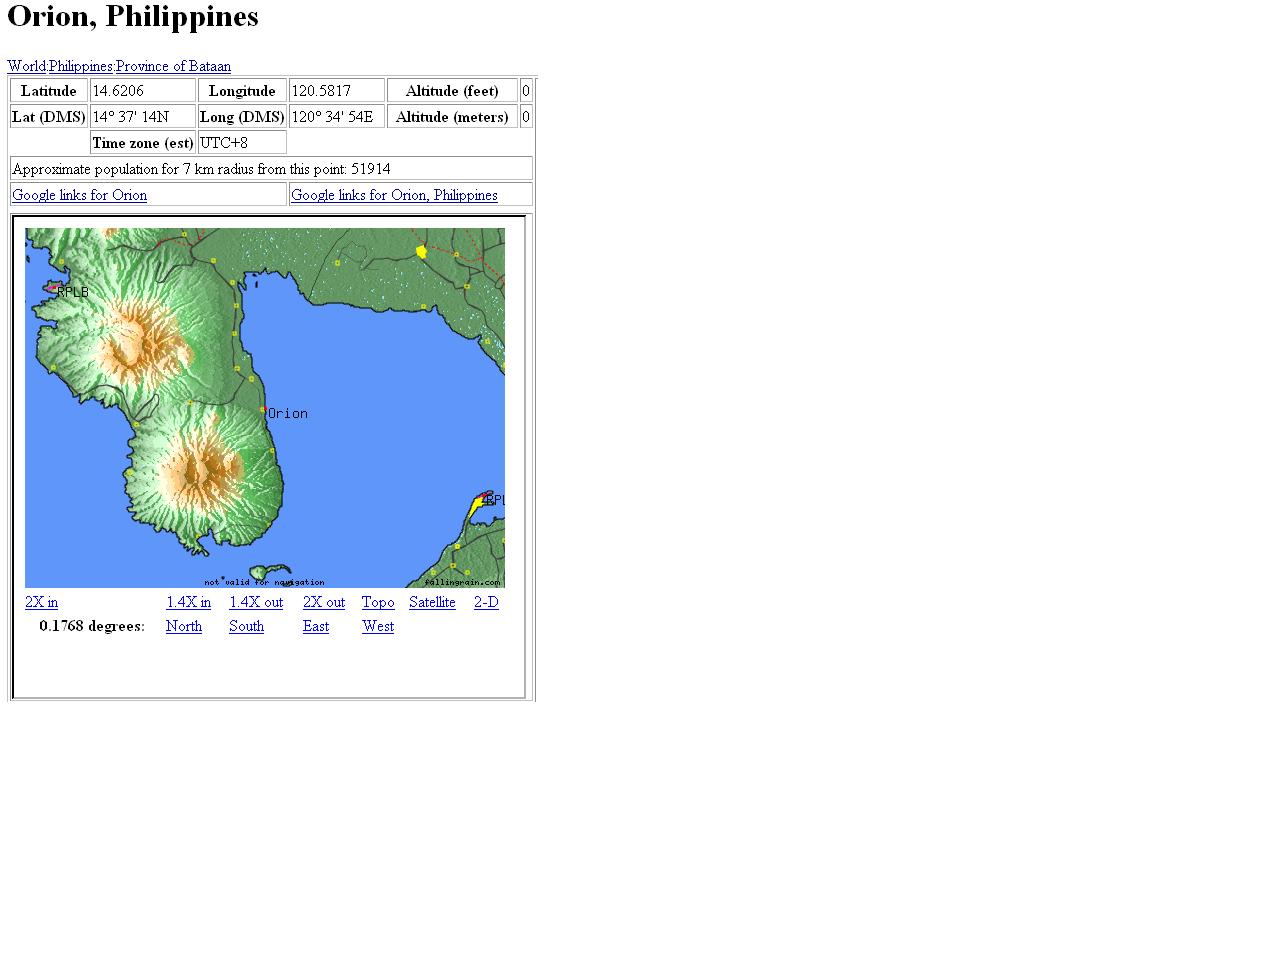 Orion, Philippines
World:Philippines:Province of Bataan
Latitude 14.6206 Longitude 120.5817 Altitude (feet) 0
Lat (DMS) 14° 37' 14N Long (DMS) 120° 34' 54E Altitude (meters) 0
Time zone (est) UTC+8
Approximate population for 7 km radius from this point: 51914
Google links for Orion Google links for Orion, Philippines
RPLB
Orion
RPL
not valid for navigation fallingrain.com
2X in 1.4X in 1.4X out 2X out Topo Satellite 2-D
0.1768 degrees: North South East West